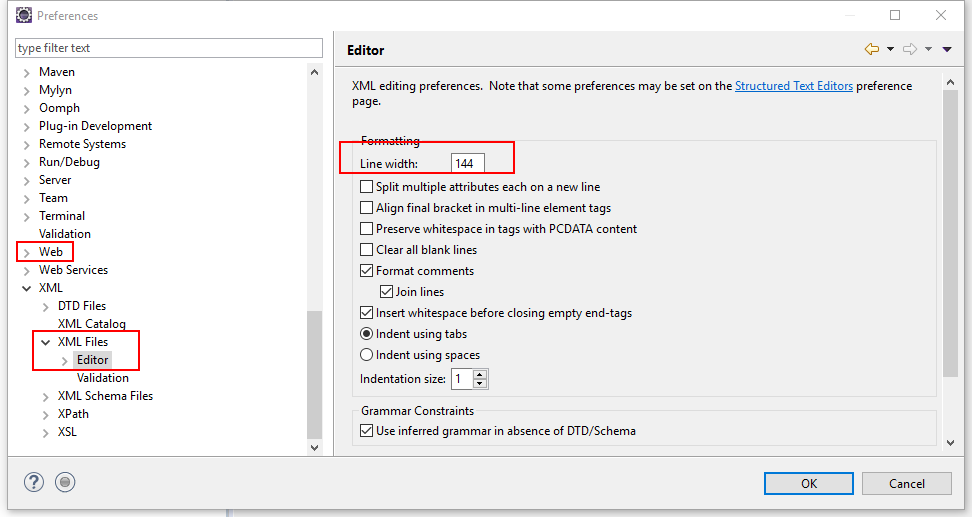 Preferences
type filter text
Maven
Mylyn
Oomph
Plug-in Development
Remote Systems
Run/Debug
Server
Team
Terminal
Validation
Web
Web Services
XML
DTD Files
XML Catalog
XML Files
Editor
Validation
XML Schema Files
XPath
XSL
Editor
XML editing preferences.  Note that some preferences may be set on the Structured Text Editors preference
page.
Formatting
Line width: 144
Split multiple attributes each on a new line
Align final bracket in multi-line element tags
Preserve whitespace in tags with PCDATA content
Clear all blank lines
Format comments
Join lines
Insert whitespace before closing empty end-tags
Indent using tabs
Indent using spaces
Indentation size: 1
Grammar Constraints
Use inferred grammar in absence of DTD/Schema
?
OK Cancel